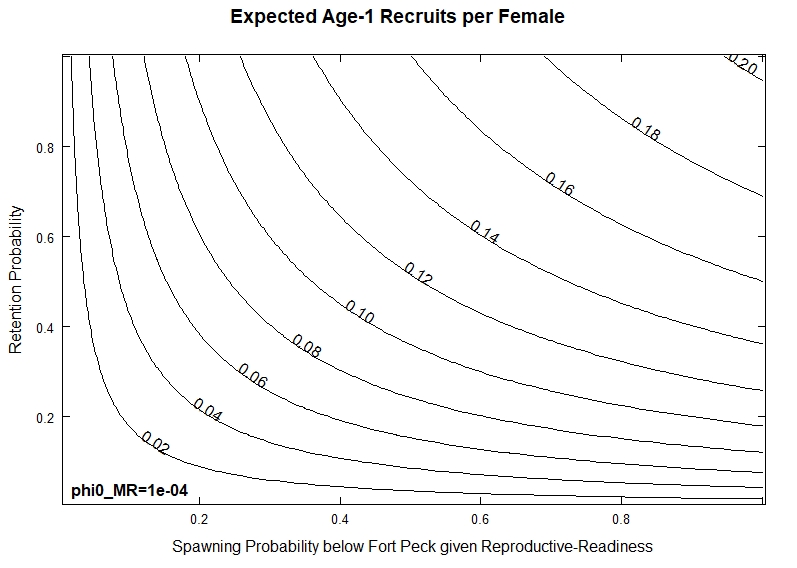 Expected Age-1 Recruits per Female
0.20
0.18
0.16
0.14
0.12
0.10
0.08
0.06
0.04
0.02
0.8
0.6
0.4
0.2
Retention Probability
phi0_MR=1e-04
0.2 0.4 0.6 0.8
Spawning Probability below Fort Peck given Reproductive-Readiness